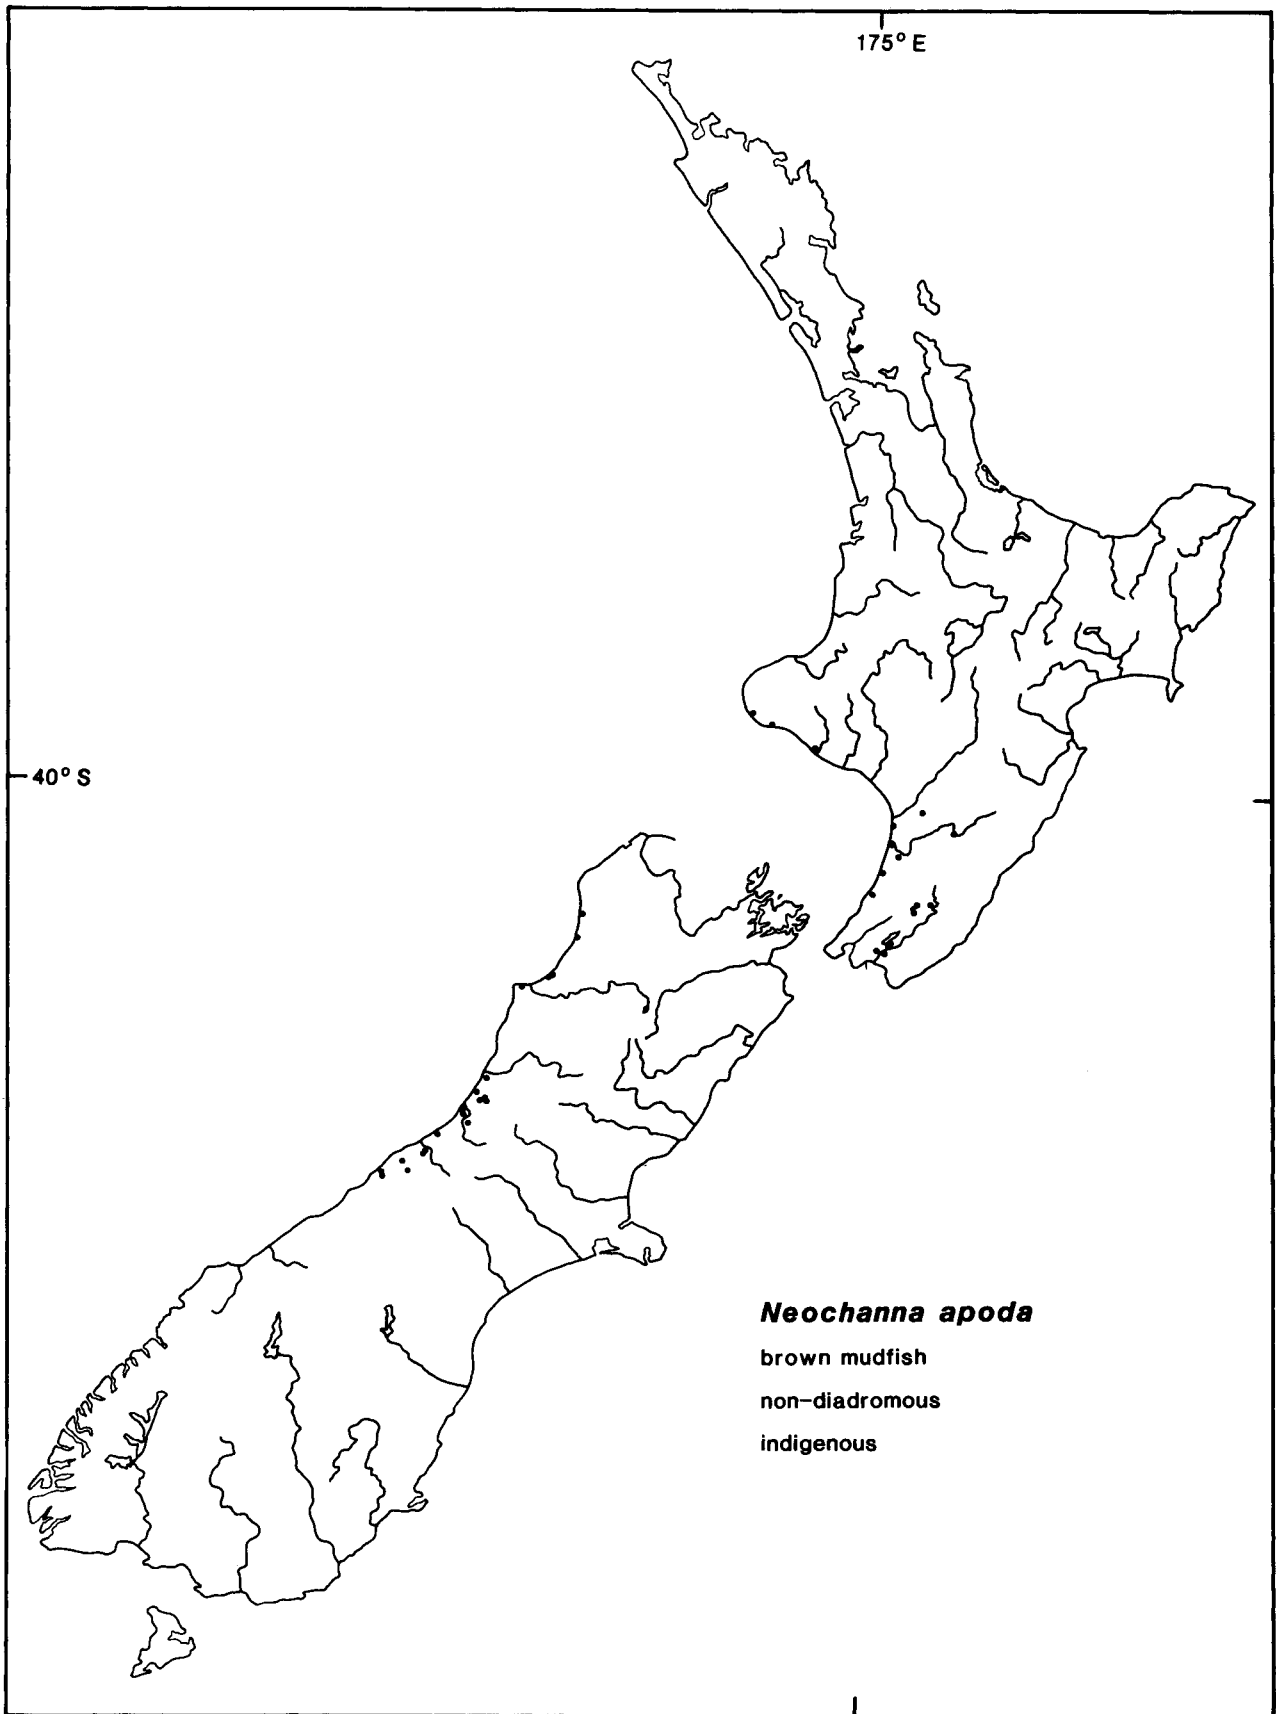 175° E
40° S
Neochanna apoda
brown mudfish
non-diadromous
indigenous